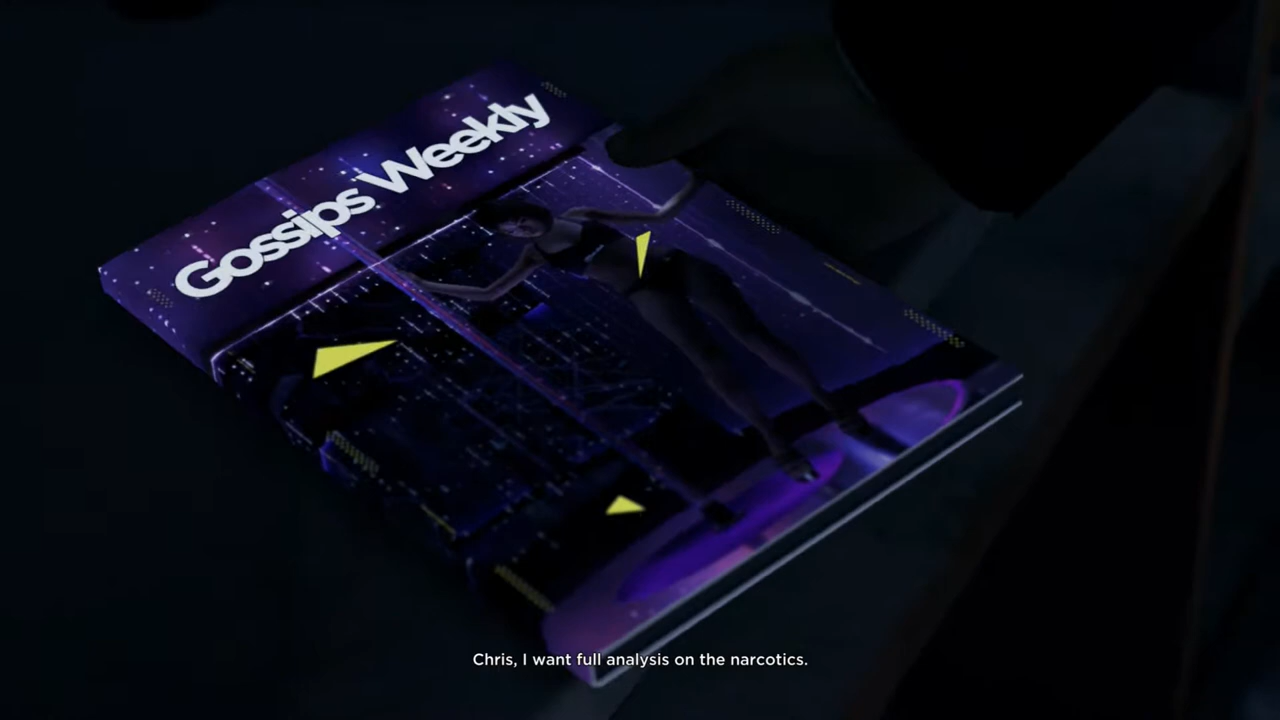 Gossips Weekly
Chris, I want full analysis on the narcotics.